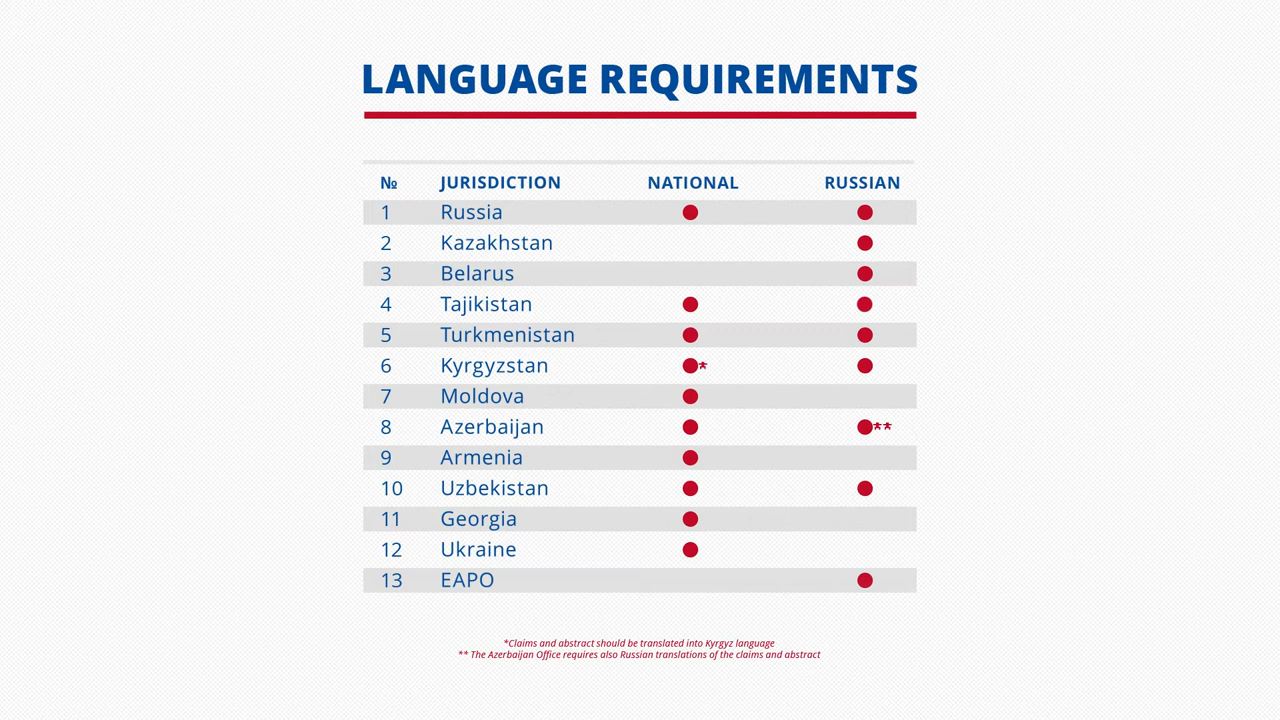 LANGUAGE REQUIREMENTS
№ JURISDICTION NATIONAL RUSSIAN
1 Russia
2 Kazakhstan
3 Belarus
4 Tajikistan
5 Turkmenistan
6 Kyrgyzstan *
7 Moldova
8 Azerbaijan **
9 Armenia
10 Uzbekistan
11 Georgia
12 Ukraine
13 EAPO
*Claims and abstract should be translated into Kyrgyz language
** The Azerbaijan Office requires also Russian translations of the claims and abstract